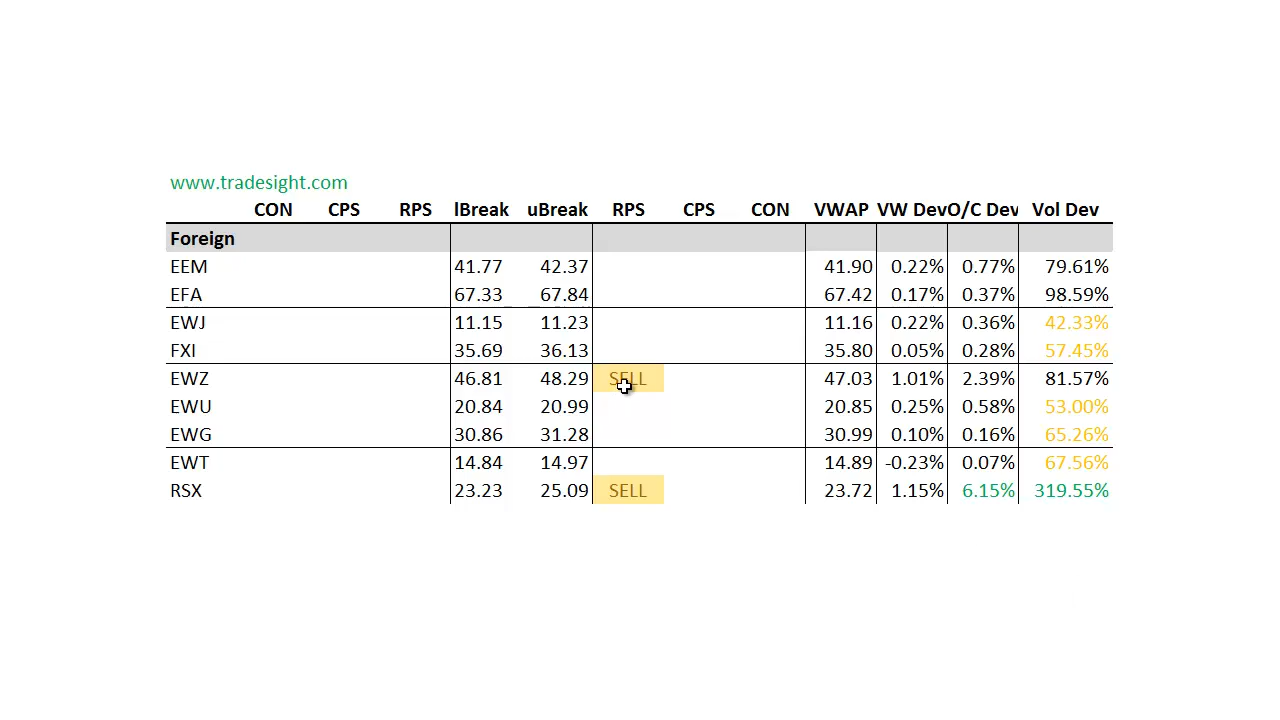 www.tradesight.com
CON CPS RPS lBreak uBreak RPS CPS CON VWAP VW Dev O/C Dev Vol Dev
Foreign
EEM 41.77 42.37 41.90 0.22% 0.77% 79.61%
EFA 67.33 67.84 67.42 0.17% 0.37% 98.59%
EWJ 11.15 11.23 11.16 0.22% 0.36% 42.33%
FXI 35.69 36.13 35.80 0.05% 0.28% 57.45%
EWZ 46.81 48.29 SELL 47.03 1.01% 2.39% 81.57%
EWU 20.84 20.99 20.85 0.25% 0.58% 53.00%
EWG 30.86 31.28 30.99 0.10% 0.16% 65.26%
EWT 14.84 14.97 14.89 -0.23% 0.07% 67.56%
RSX 23.23 25.09 SELL 23.72 1.15% 6.15% 319.55%